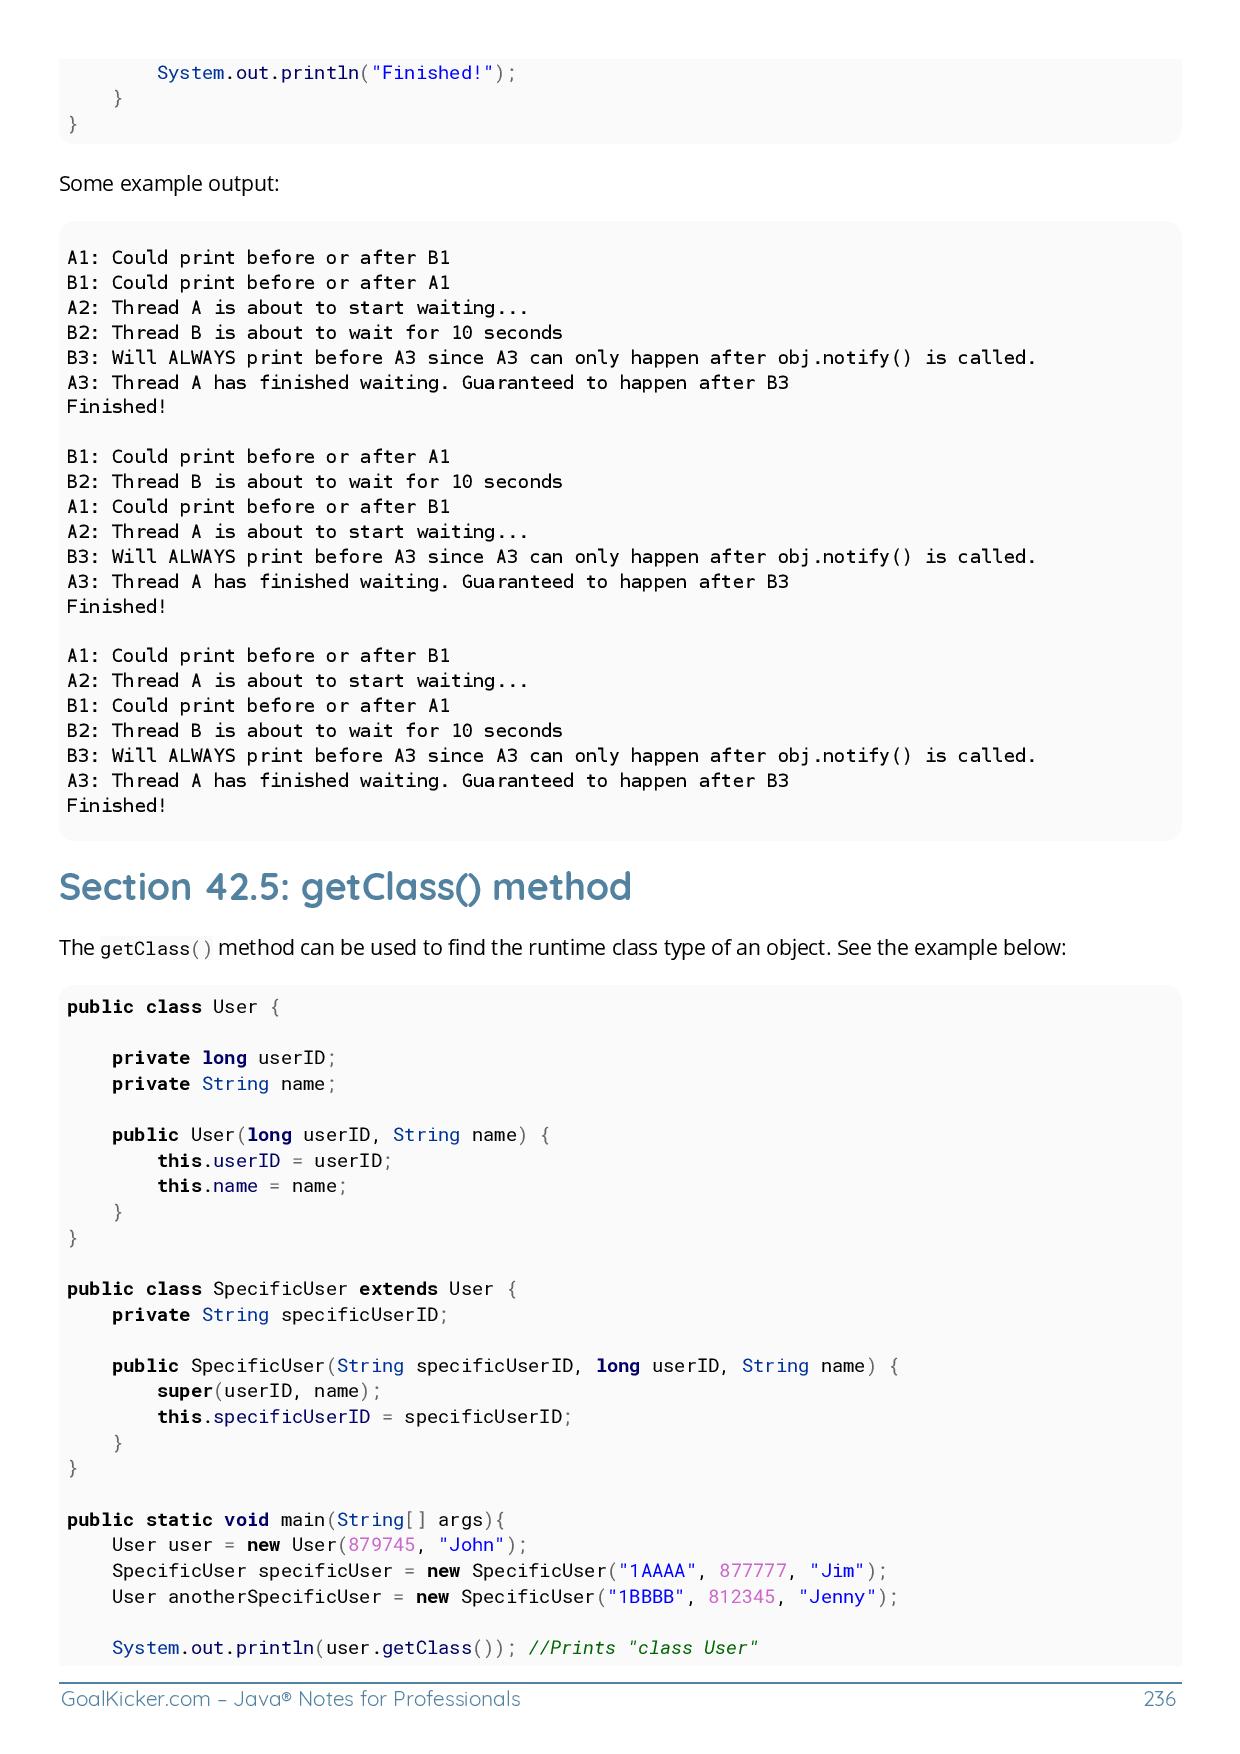 System.out.println("Finished!");
    }
}
Some example output:
A1: Could print before or after B1
B1: Could print before or after A1
A2: Thread A is about to start waiting...
B2: Thread B is about to wait for 10 seconds
B3: Will ALWAYS print before A3 since A3 can only happen after obj.notify() is called.
A3: Thread A has finished waiting. Guaranteed to happen after B3
Finished!

B1: Could print before or after A1
B2: Thread B is about to wait for 10 seconds
A1: Could print before or after B1
A2: Thread A is about to start waiting...
B3: Will ALWAYS print before A3 since A3 can only happen after obj.notify() is called.
A3: Thread A has finished waiting. Guaranteed to happen after B3
Finished!

A1: Could print before or after B1
A2: Thread A is about to start waiting...
B1: Could print before or after A1
B2: Thread B is about to wait for 10 seconds
B3: Will ALWAYS print before A3 since A3 can only happen after obj.notify() is called.
A3: Thread A has finished waiting. Guaranteed to happen after B3
Finished!
Section 42.5: getClass() method
The getClass() method can be used to find the runtime class type of an object. See the example below:
public class User {

    private long userID;
    private String name;

    public User(long userID, String name) {
        this.userID = userID;
        this.name = name;
    }
}

public class SpecificUser extends User {
    private String specificUserID;

    public SpecificUser(String specificUserID, long userID, String name) {
        super(userID, name);
        this.specificUserID = specificUserID;
    }
}

public static void main(String[] args){
    User user = new User(879745, "John");
    SpecificUser specificUser = new SpecificUser("1AAAA", 877777, "Jim");
    User anotherSpecificUser = new SpecificUser("1BBBB", 812345, "Jenny");

    System.out.println(user.getClass()); //Prints "class User"
GoalKicker.com – Java® Notes for Professionals 236